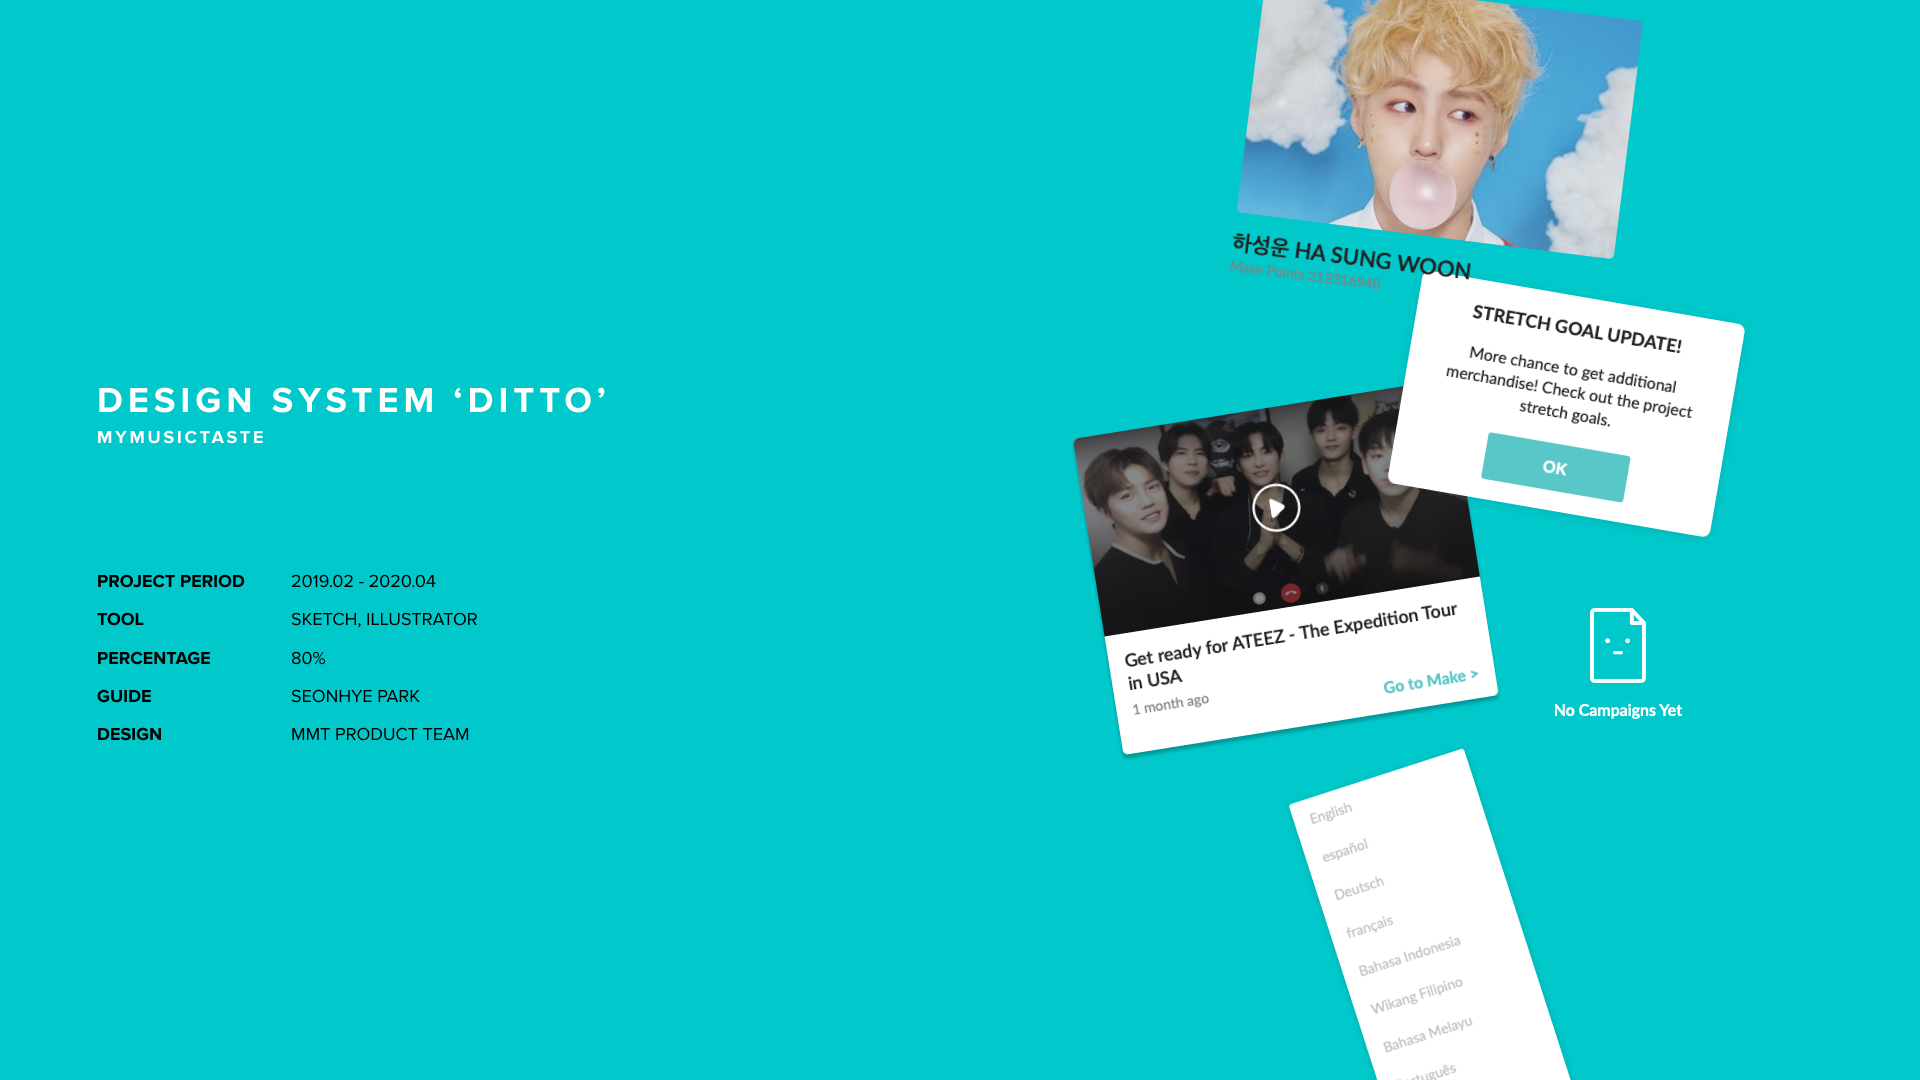 DESIGN SYSTEM ‘DITTO’
MYMUSICTASTE
PROJECT PERIOD 2019.02 - 2020.04
TOOL SKETCH, ILLUSTRATOR
PERCENTAGE 80%
GUIDE SEONHYE PARK
DESIGN MMT PRODUCT TEAM
하성운 HA SUNG WOON
Make Points 212316948
STRETCH GOAL UPDATE!
More chance to get additional
merchandise! Check out the project
stretch goals.
OK
Get ready for ATEEZ - The Expedition Tour
in USA
1 month ago
Go to Make >
No Campaigns Yet
English
español
Deutsch
français
Bahasa Indonesia
Wikang Filipino
Bahasa Melayu